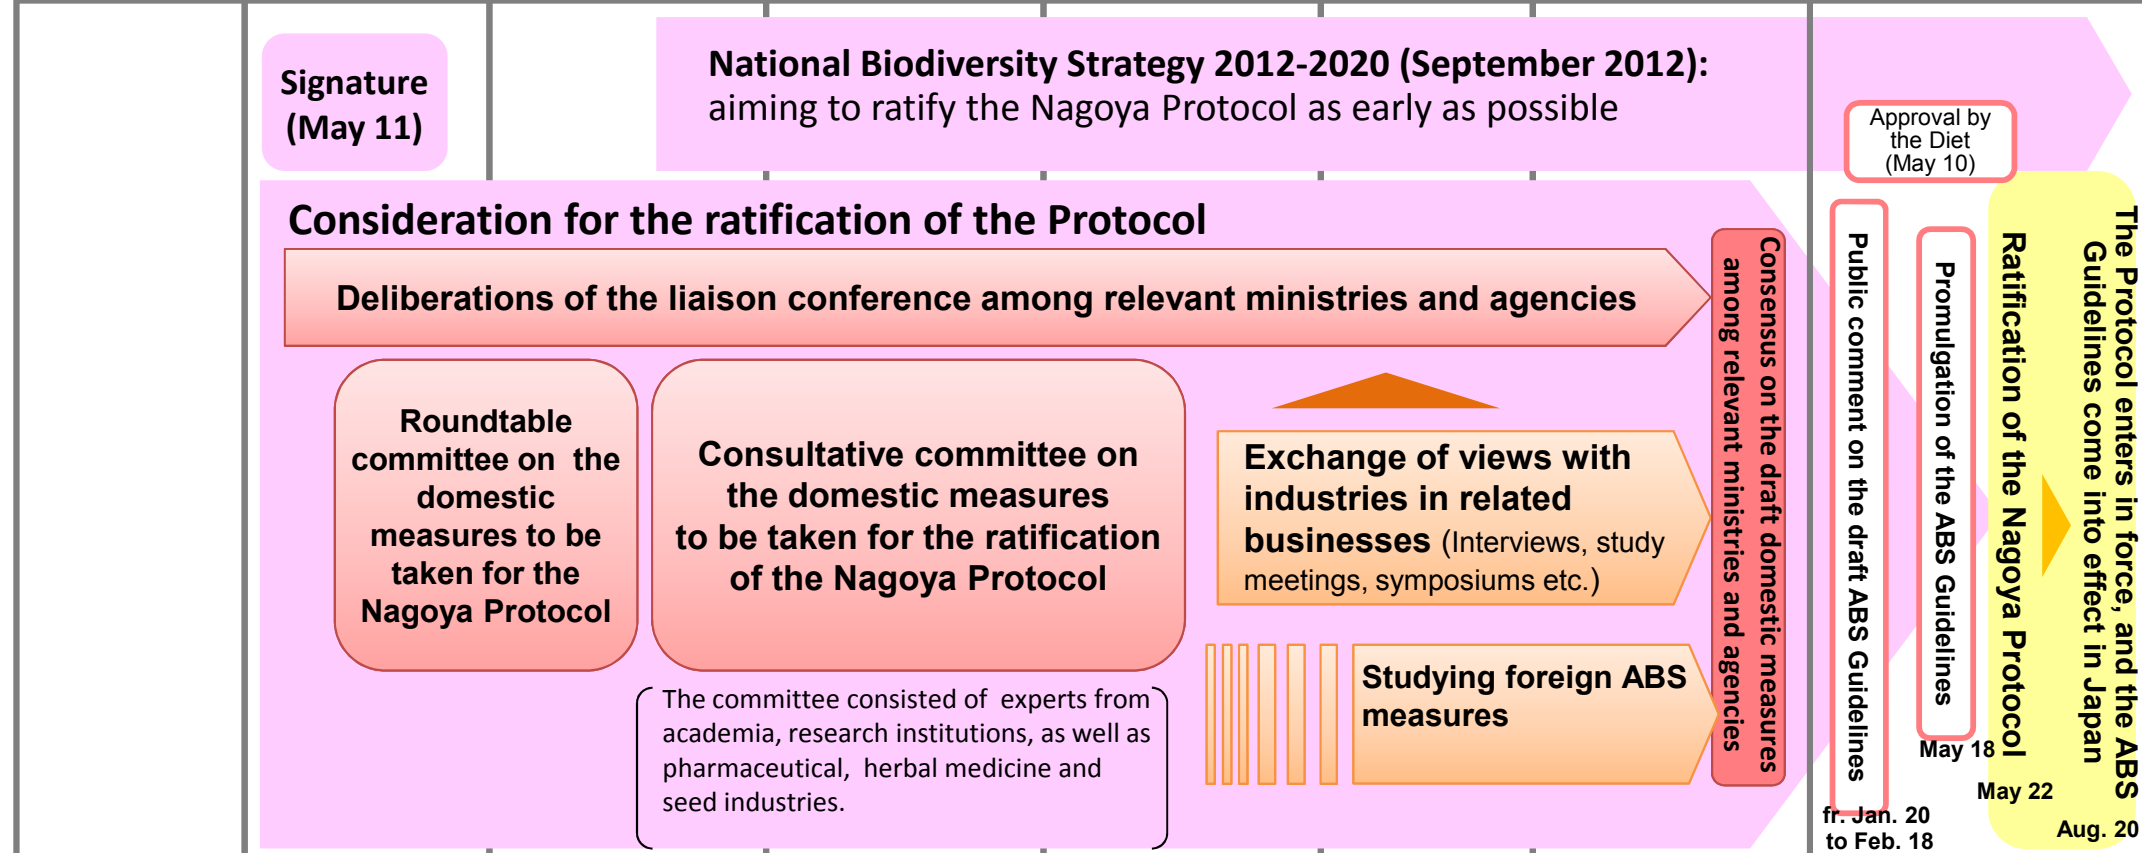 Signature
(May 11)
National Biodiversity Strategy 2012-2020 (September 2012):
aiming to ratify the Nagoya Protocol as early as possible
Approval by
the Diet
(May 10)
Consideration for the ratification of the Protocol
Deliberations of the liaison conference among relevant ministries and agencies
Roundtable
committee on the
domestic
measures to be
taken for the
Nagoya Protocol
Consultative committee on
the domestic measures
to be taken for the ratification
of the Nagoya Protocol
The committee consisted of experts from
academia, research institutions, as well as
pharmaceutical, herbal medicine and
seed industries.
Exchange of views with
industries in related
businesses (Interviews, study
meetings, symposiums etc.)
Studying foreign ABS
measures
Consensus on the draft domestic measures
among relevant ministries and agencies
Public comment on the draft ABS Guidelines
fr. Jan. 20
to Feb. 18
Promulgation of the ABS Guidelines
May 18
Ratification of the Nagoya Protocol
May 22
The Protocol enters in force, and the ABS
Guidelines come into effect in Japan
Aug. 20